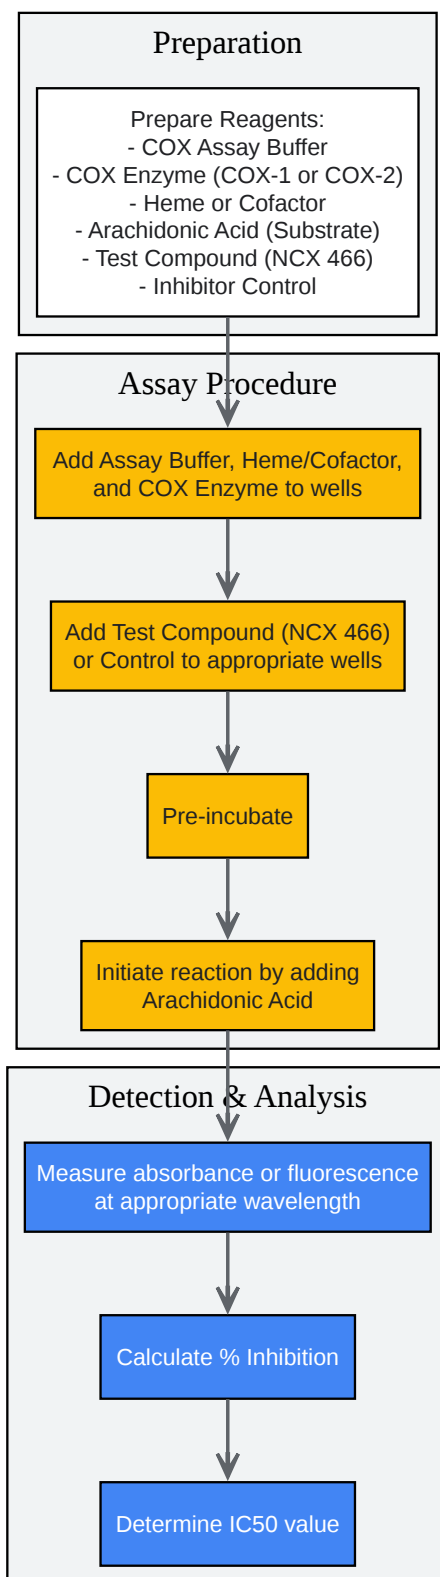 Preparation
Prepare Reagents:
- COX Assay Buffer
- COX Enzyme (COX-1 or COX-2)
- Heme or Cofactor
- Arachidonic Acid (Substrate)
- Test Compound (NCX 466)
- Inhibitor Control
Assay Procedure
Add Assay Buffer, Heme/Cofactor,
and COX Enzyme to wells
Add Test Compound (NCX 466)
or Control to appropriate wells
Pre-incubate
Initiate reaction by adding
Arachidonic Acid
Detection & Analysis
Measure absorbance or fluorescence
at appropriate wavelength
Calculate % Inhibition
Determine IC50 value